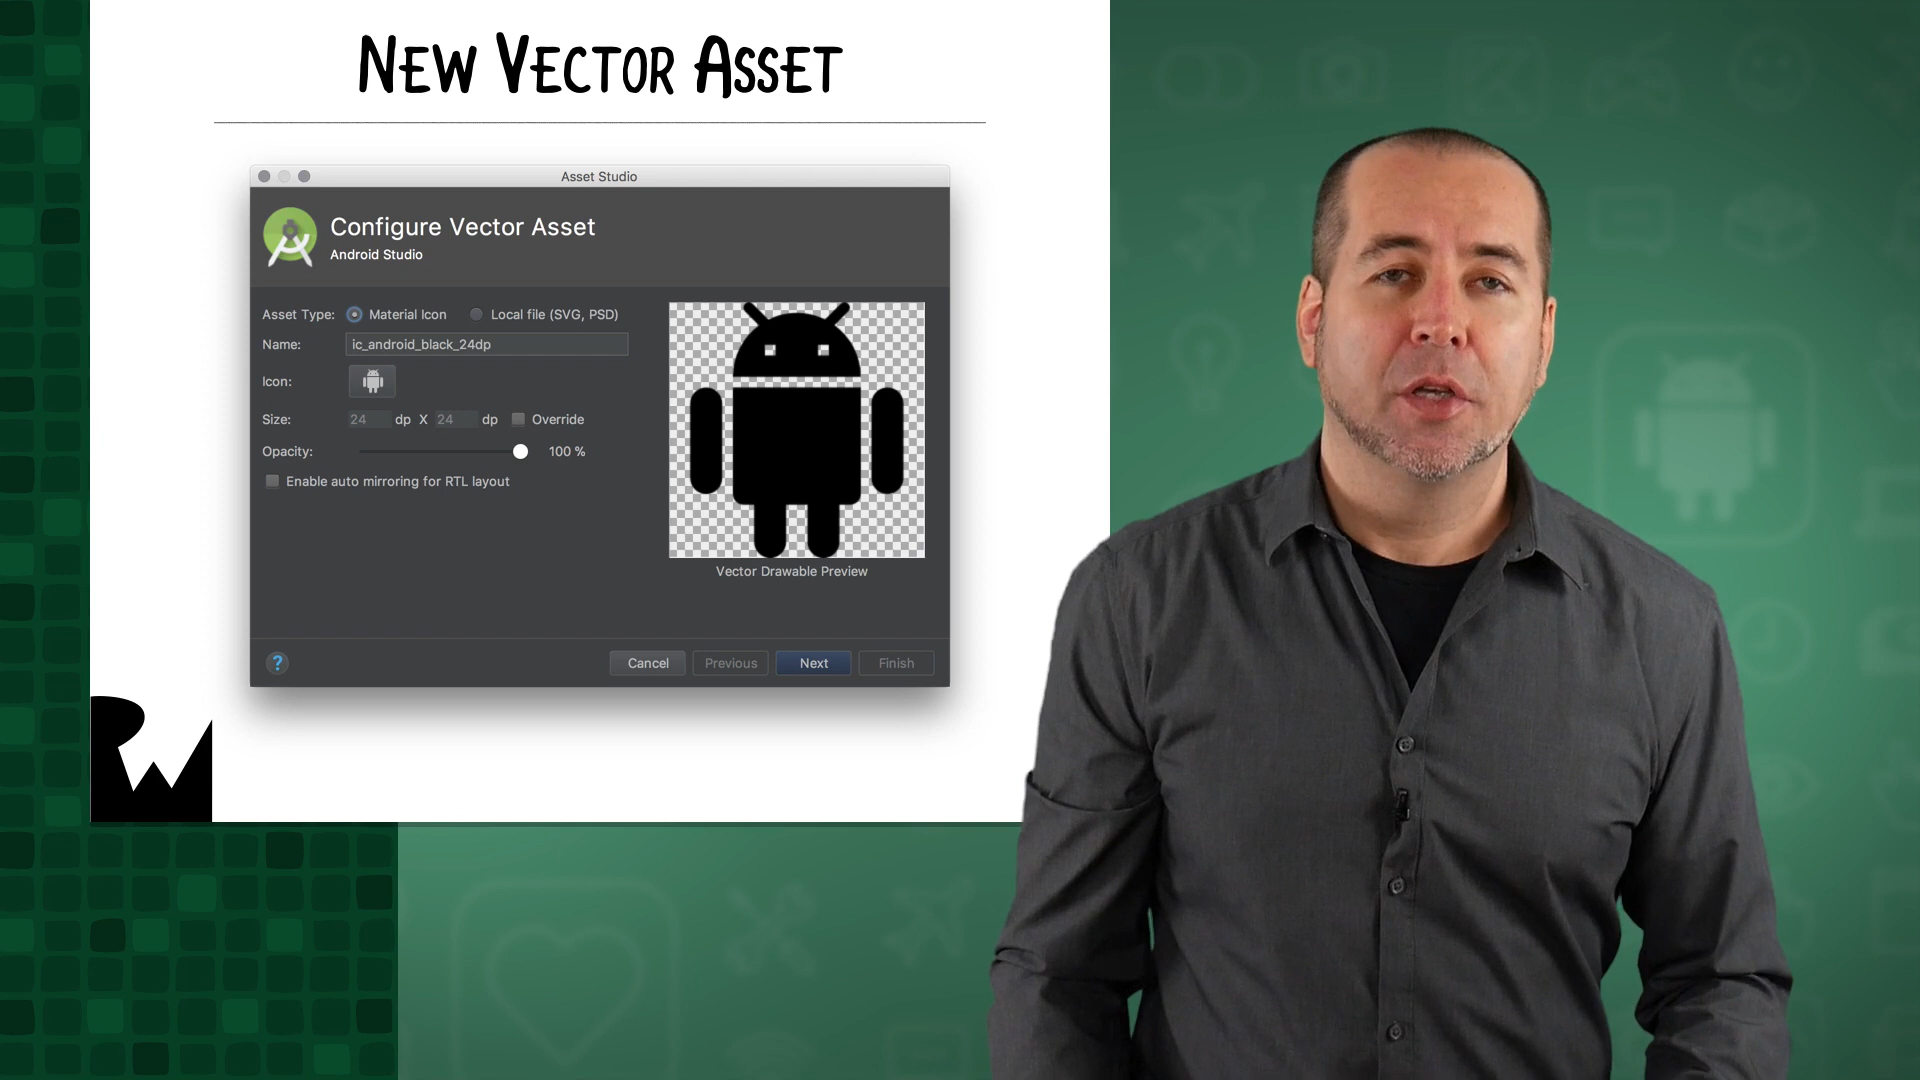 New Vector Asset
Asset Studio
Configure Vector Asset
Android Studio
Asset Type: Material Icon Local file (SVG, PSD)
Name: ic_android_black_24dp
Icon:
Size: 24 dp X 24 dp Override
Opacity: 100 %
Enable auto mirroring for RTL layout
Vector Drawable Preview
? Cancel Previous Next Finish
RW